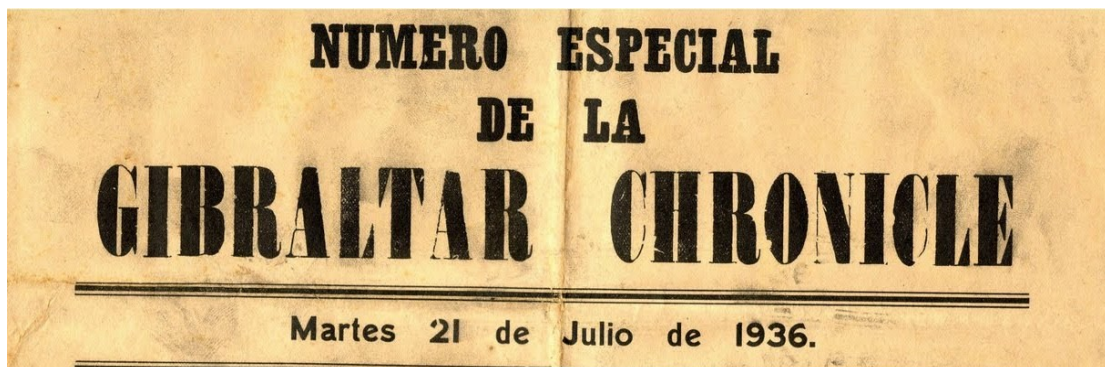 NUMERO ESPECIAL
DE LA
GIBRALTAR CHRONICLE
Martes 21 de Julio de 1936.